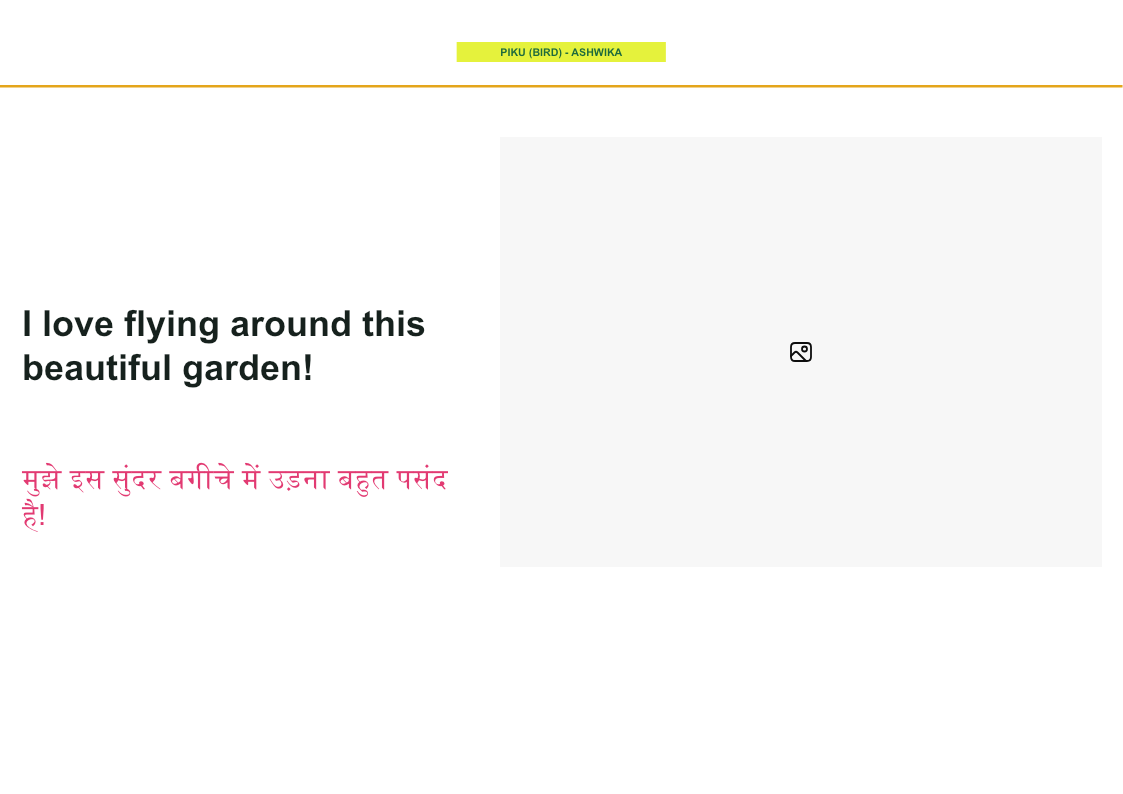 PIKU (BIRD) - ASHWIKA
I love flying around this
beautiful garden!
मुझे इस सुंदर बगीचे में उड़ना बहुत पसंद
है!